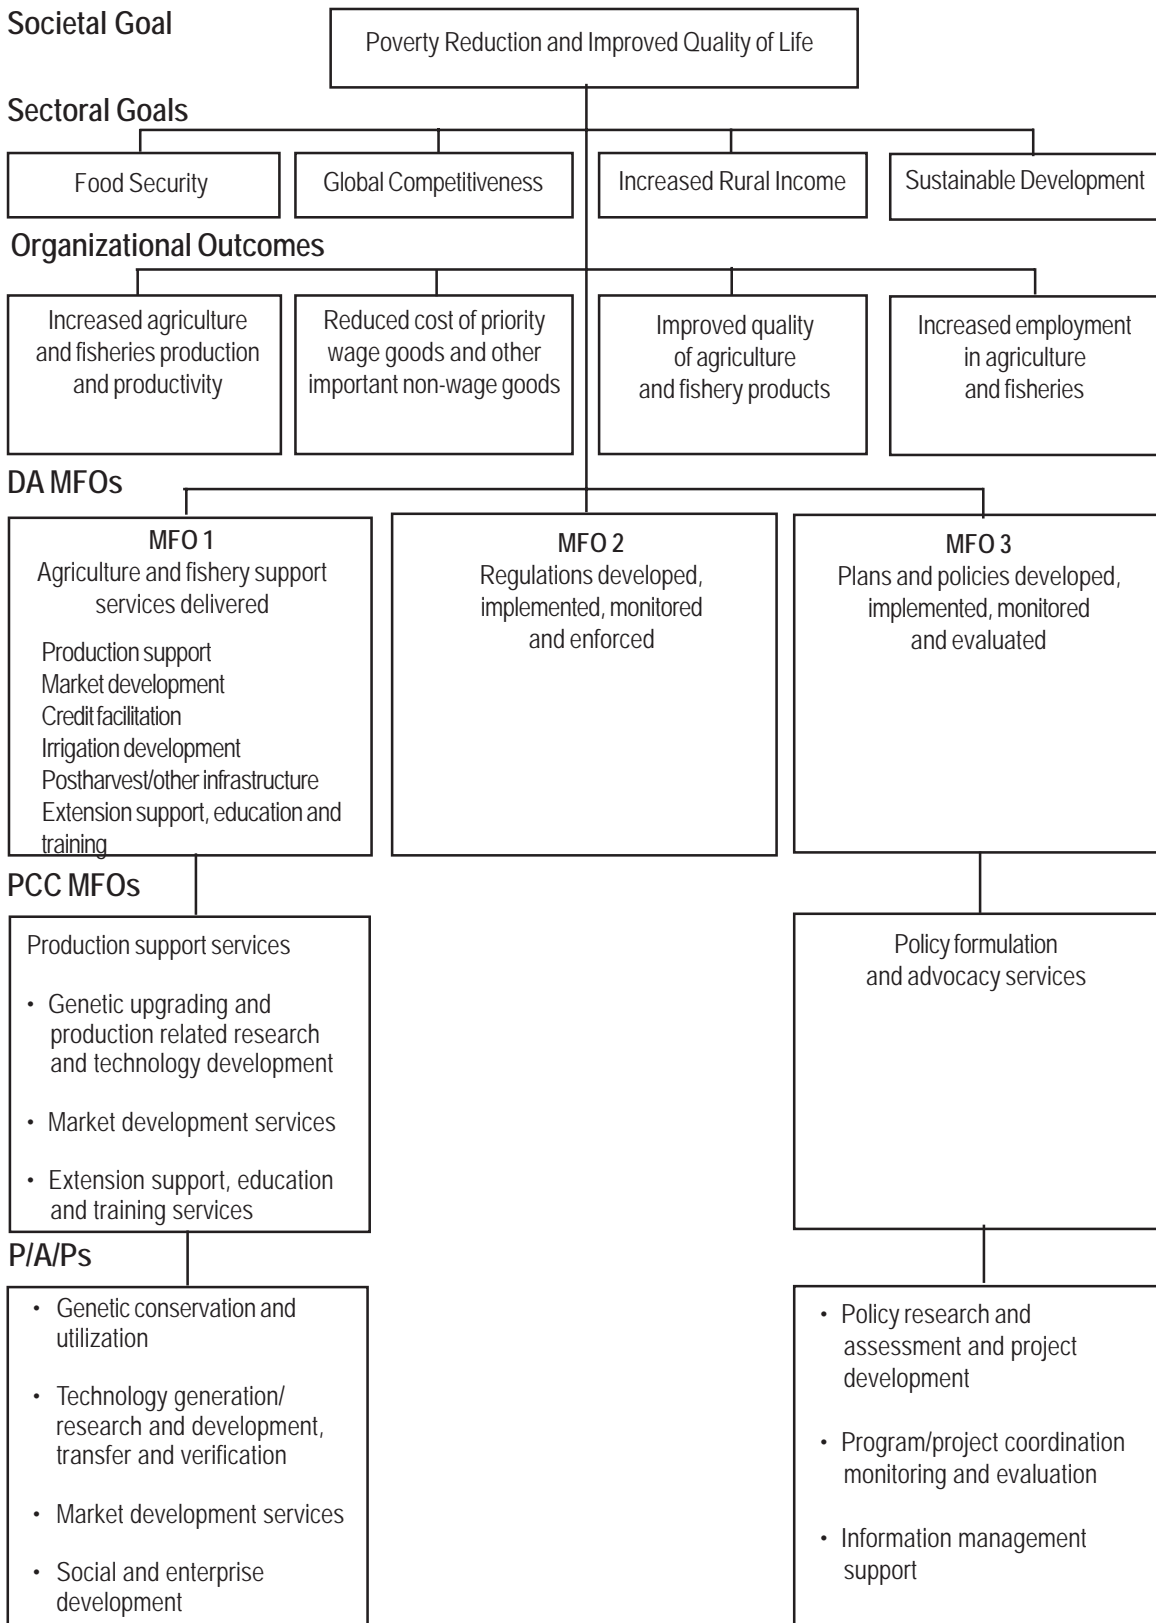 Societal Goal
Poverty Reduction and Improved Quality of Life
Sectoral Goals
Food Security
Global Competitiveness
Increased Rural Income
Sustainable Development
Organizational Outcomes
Increased agriculture
and fisheries production
and productivity
Reduced cost of priority
wage goods and other
important non-wage goods
Improved quality
of agriculture
and fishery products
Increased employment
in agriculture
and fisheries
DA MFOs
MFO 1
Agriculture and fishery support
services delivered
Production support
Market development
Credit facilitation
Irrigation development
Postharvest/other infrastructure
Extension support, education and
training
MFO 2
Regulations developed,
implemented, monitored
and enforced
MFO 3
Plans and policies developed,
implemented, monitored
and evaluated
PCC MFOs
Production support services
• Genetic upgrading and
production related research
and technology development
• Market development services
• Extension support, education
and training services
Policy formulation
and advocacy services
P/A/Ps
• Genetic conservation and
utilization
• Technology generation/
research and development,
transfer and verification
• Market development services
• Social and enterprise
development
• Policy research and
assessment and project
development
• Program/project coordination
monitoring and evaluation
• Information management
support